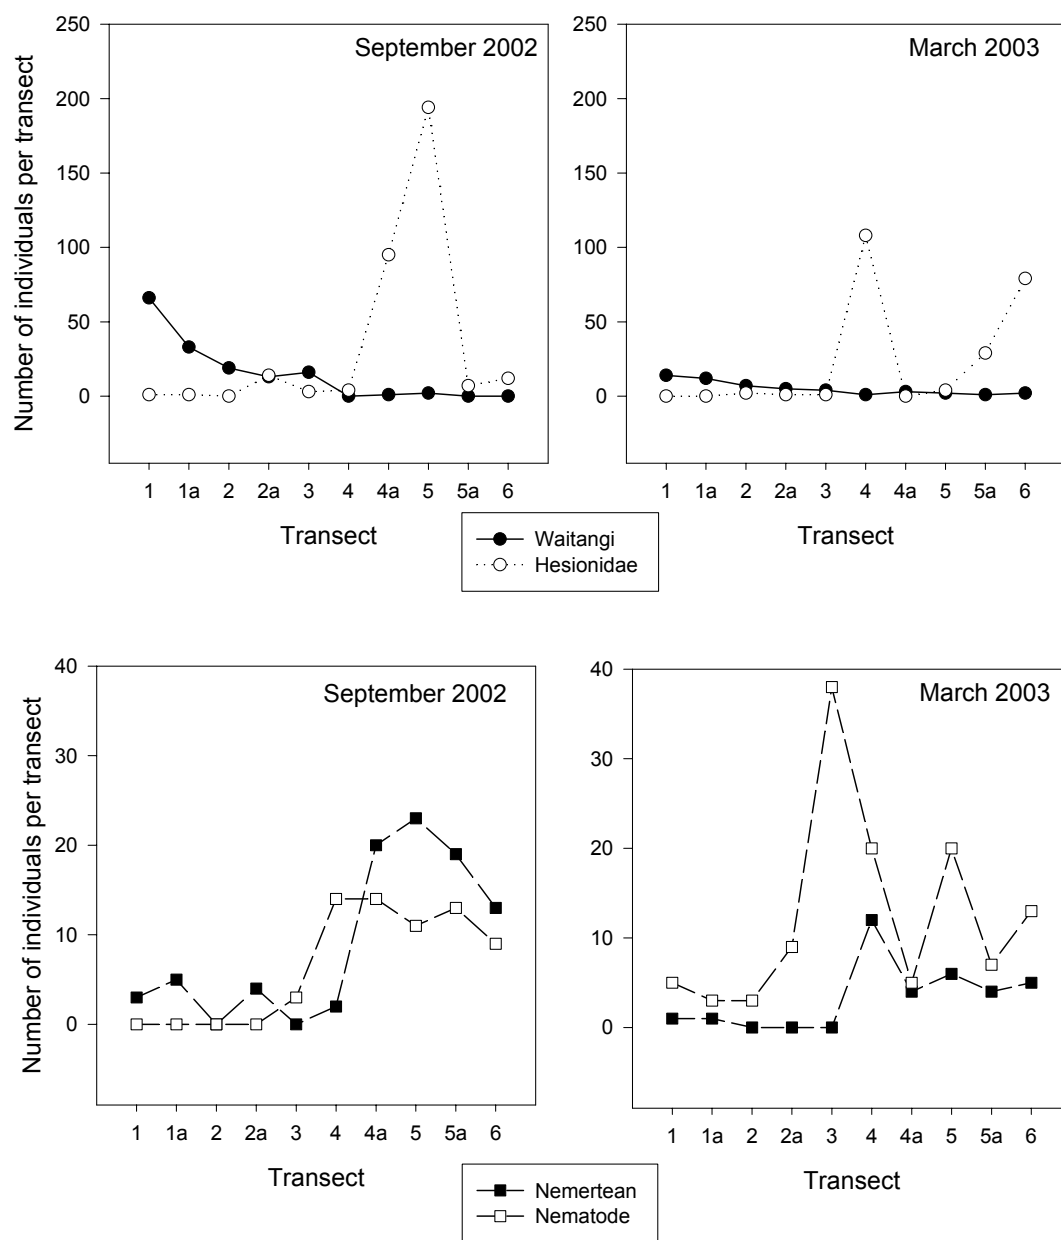 September 2002
Number of individuals per transect
250
200
150
100
50
0
1 1a 2 2a 3 4 4a 5 5a 6
Transect
March 2003
250
200
150
100
50
0
1 1a 2 2a 3 4 4a 5 5a 6
Transect
Waitangi
Hesionidae
September 2002
Number of individuals per transect
40
30
20
10
0
1 1a 2 2a 3 4 4a 5 5a 6
Transect
March 2003
40
30
20
10
0
1 1a 2 2a 3 4 4a 5 5a 6
Transect
Nemertean
Nematode